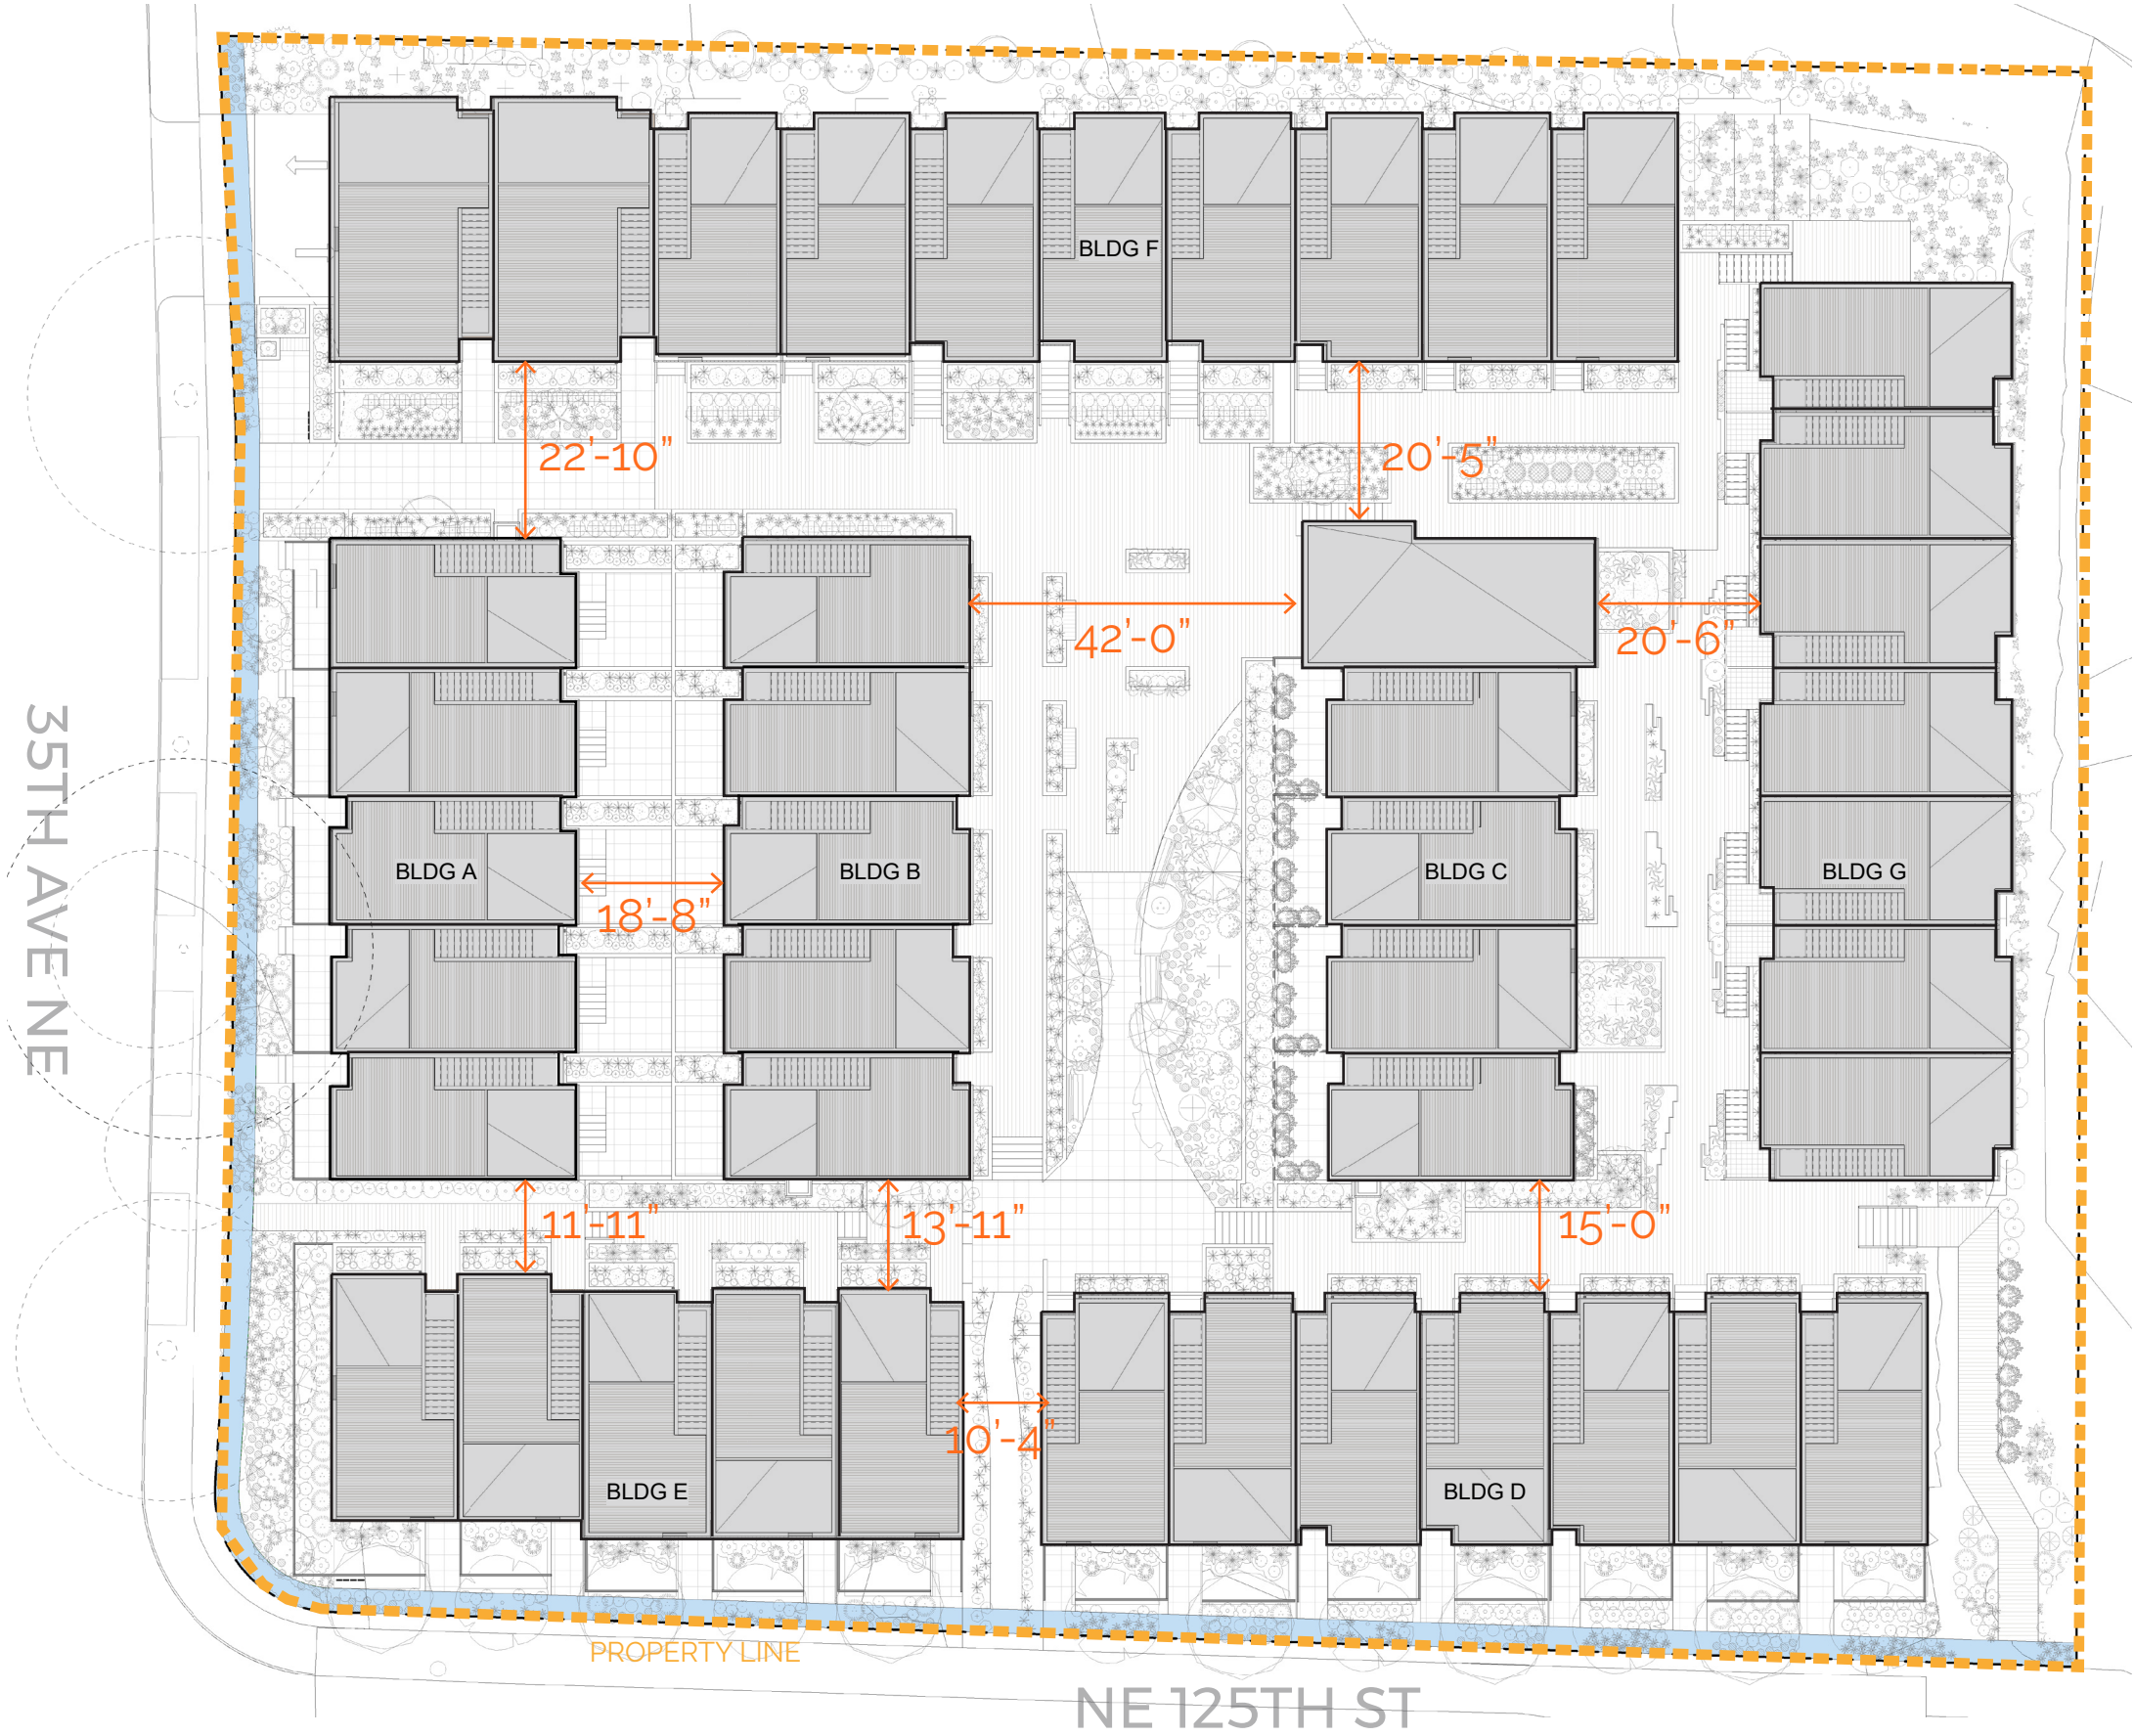 BLDG F
22'-10"
20'-5"
42'-0"
20'-6"
35TH AVE NE
BLDG A
BLDG B
BLDG C
BLDG G
18'-8"
11'-11"
13'-11"
15'-0"
10'-4"
BLDG E
BLDG D
PROPERTY LINE
NE 125TH ST